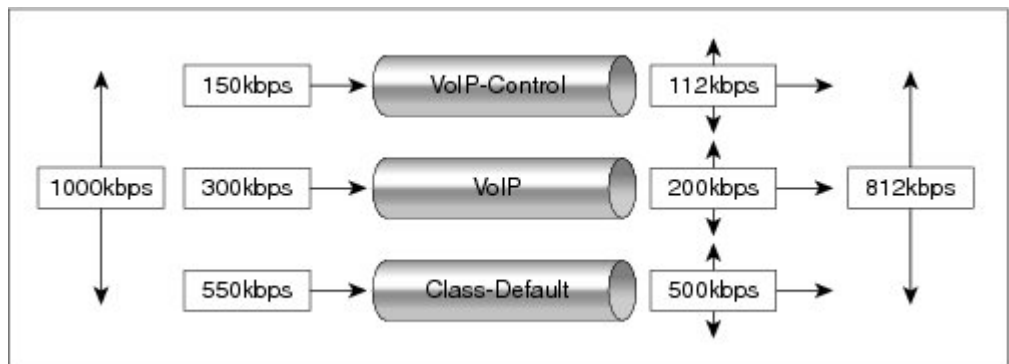 150kbps
VoIP-Control
112kbps
1000kbps
300kbps
VoIP
200kbps
812kbps
550kbps
Class-Default
500kbps